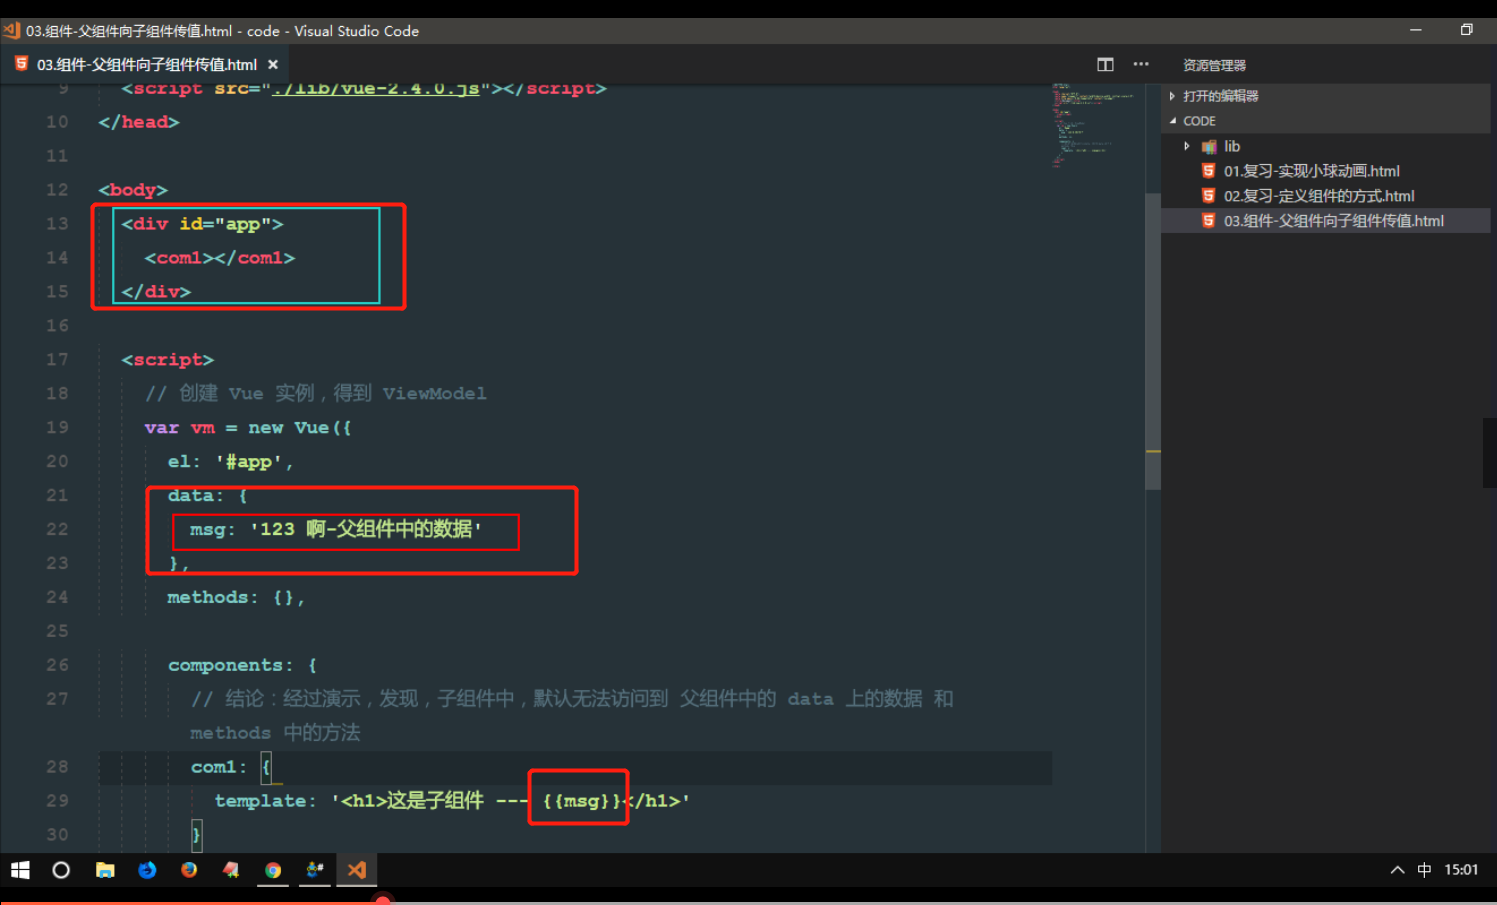 03.组件-父组件向子组件传值.html - code - Visual Studio Code
03.组件-父组件向子组件传值.html ×
资源管理器
打开的编辑器
CODE
lib
01.复习-实现小球动画.html
02.复习-定义组件的方式.html
03.组件-父组件向子组件传值.html
9 <script src="./lib/vue-2.4.0.js"></script>
10 </head>
11
12 <body>
13 <div id="app">
14 <com1></com1>
15 </div>
16
17 <script>
18 // 创建 Vue 实例，得到 ViewModel
19 var vm = new Vue({
20 el: '#app',
21 data: {
22 msg: '123 啊-父组件中的数据'
23 },
24 methods: {},
25
26 components: {
27 // 结论：经过演示，发现，子组件中，默认无法访问到 父组件中的 data 上的数据 和
methods 中的方法
28 com1: {
29 template: '<h1>这是子组件 --- {{msg}}</h1>'
30 }
中 15:01